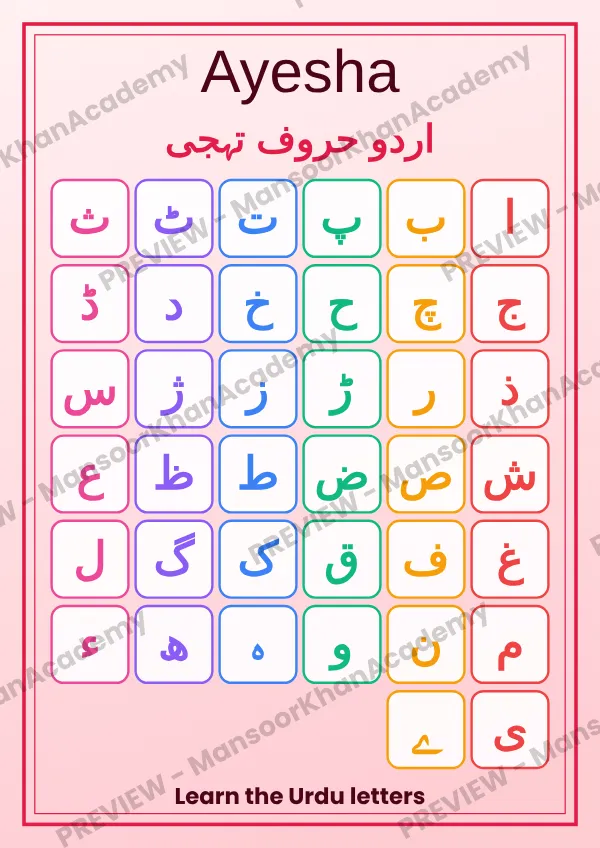 Ayesha
اردو حروف تہجی
ا ب پ ت ٹ ث
ج چ ح خ د ڈ
ذ ر ڑ ز ژ س
ش ص ض ط ظ ع
غ ف ق ک گ ل
م ن و ہ ھ ء
ی ے
Learn the Urdu letters
PREVIEW - MansoorKhanAcademy